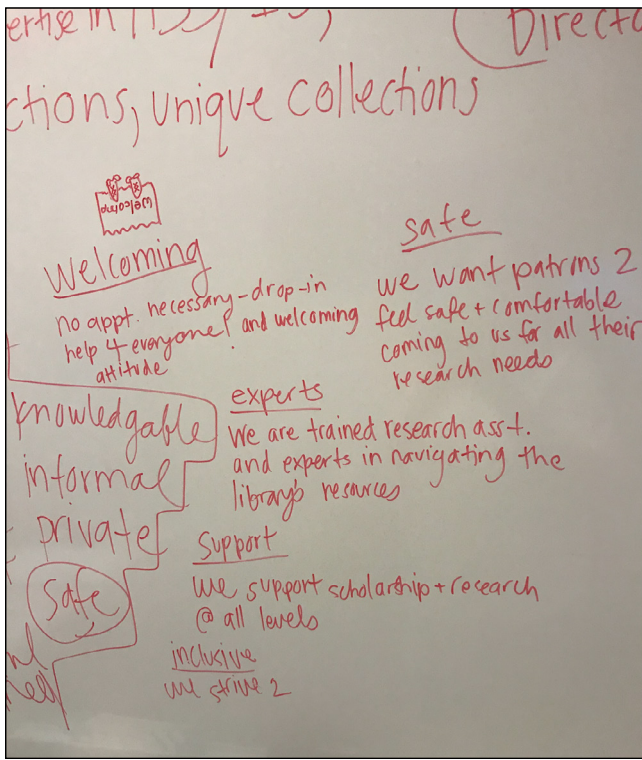 ertise in
Directo
ctions, unique collections
welcoming
Welcoming
no appt. necessary-drop-in
help 4 everyone! and welcoming
attitude
safe
we want patrons 2
feel safe + comfortable
coming to us for all their
research needs
knowledgable
informal
private
safe
experts
We are trained research asst.
and experts in navigating the
library's resources
support
we support scholarship + research
@ all levels
inclusive
we strive 2